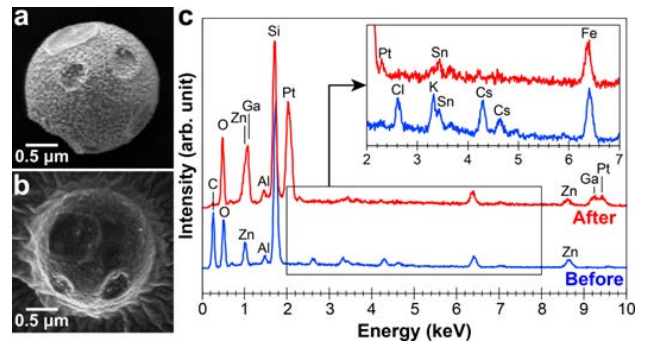 a
0.5 µm
b
0.5 µm
c
Intensity (arb. unit)
Energy (keV)
0 1 2 3 4 5 6 7 8 9 10
C
O
Zn
Ga
Al
Si
Pt
Zn
Ga
Pt
After
O
Zn
Al
Zn
Before
Pt
Sn
Fe
Cl
K
Sn
Cs
Cs
2 3 4 5 6 7